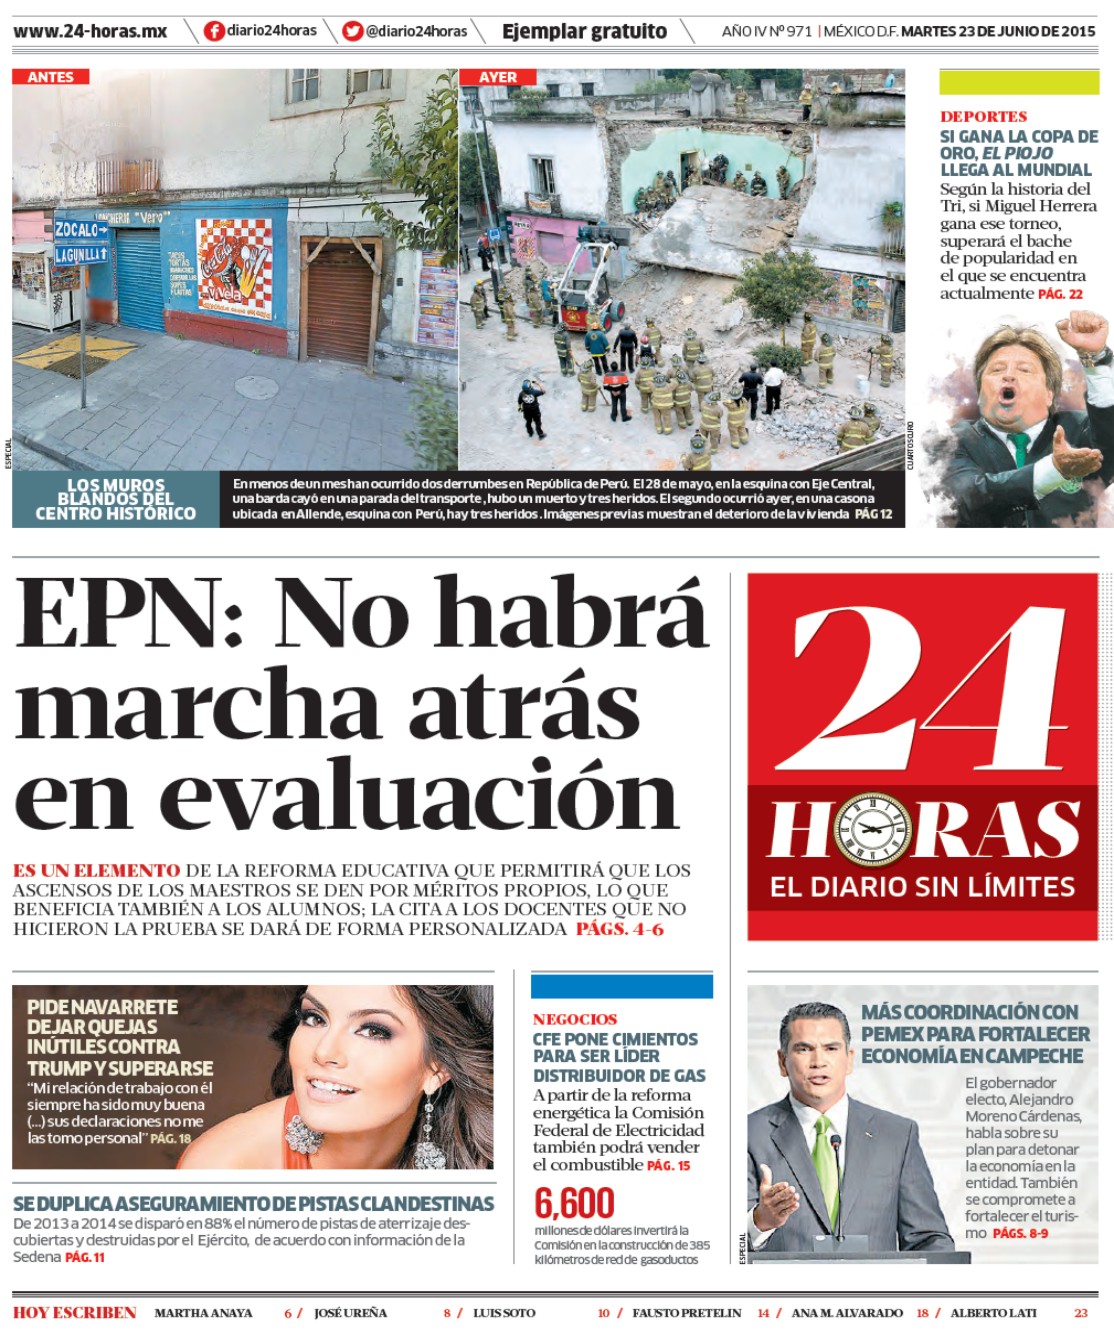 www.24-horas.mx
diario24horas
@diario24horas
Ejemplar gratuito
AÑO IV Nº 971 | MÉXICO D.F. MARTES 23 DE JUNIO DE 2015
ANTES
LONCHERIA "Vero"
ZOCALO→
LAGUNILLA↑
TACOS
TORTAS
Coca-Cola
Vívela
ESPECIAL
AYER
CUARTOSCURO
LOS MUROS
BLANDOS DEL
CENTRO HISTÓRICO
En menos de un mes han ocurrido dos derrumbes en República de Perú. El 28 de mayo, en la esquina con Eje Central,
una barda cayó en una parada del transporte, hubo un muerto y tres heridos. El segundo ocurrió ayer, en una casona
ubicada en Allende, esquina con Perú, hay tres heridos. Imágenes previas muestran el deterioro de la vivienda PÁG 12
DEPORTES
SI GANA LA COPA DE
ORO, EL PIOJO
LLEGA AL MUNDIAL
Según la historia del
Tri, si Miguel Herrera
gana ese torneo,
superará el bache
de popularidad en
el que se encuentra
actualmente PÁG. 22
EPN: No habrá
marcha atrás
en evaluación
ES UN ELEMENTO DE LA REFORMA EDUCATIVA QUE PERMITIRÁ QUE LOS
ASCENSOS DE LOS MAESTROS SE DEN POR MÉRITOS PROPIOS, LO QUE
BENEFICIA TAMBIÉN A LOS ALUMNOS; LA CITA A LOS DOCENTES QUE NO
HICIERON LA PRUEBA SE DARÁ DE FORMA PERSONALIZADA PÁGS. 4-6
24
HORAS
EL DIARIO SIN LÍMITES
PIDE NAVARRETE
DEJAR QUEJAS
INÚTILES CONTRA
TRUMP Y SUPERARSE
"Mi relación de trabajo con él
siempre ha sido muy buena
(...) sus declaraciones no me
las tomo personal" PÁG. 18
SE DUPLICA ASEGURAMIENTO DE PISTAS CLANDESTINAS
De 2013 a 2014 se disparó en 88% el número de pistas de aterrizaje des-
cubiertas y destruidas por el Ejército, de acuerdo con información de la
Sedena PÁG. 11
NEGOCIOS
CFE PONE CIMIENTOS
PARA SER LÍDER
DISTRIBUIDOR DE GAS
A partir de la reforma
energética la Comisión
Federal de Electricidad
también podrá vender
el combustible PÁG. 15
6,600
millones de dólares invertirá la
Comisión en la construcción de 385
kilómetros de red de gasoductos
MÁS COORDINACIÓN CON
PEMEX PARA FORTALECER
ECONOMÍA EN CAMPECHE
El gobernador
electo, Alejandro
Moreno Cárdenas,
habla sobre su
plan para detonar
la economía en la
entidad. También
se compromete a
fortalecer el turis-
mo PÁGS. 8-9
ESPECIAL
HOY ESCRIBEN MARTHA ANAYA 6 / JOSÉ UREÑA 8 / LUIS SOTO 10 / FAUSTO PRETELIN 14 / ANA M. ALVARADO 18 / ALBERTO LATI 23